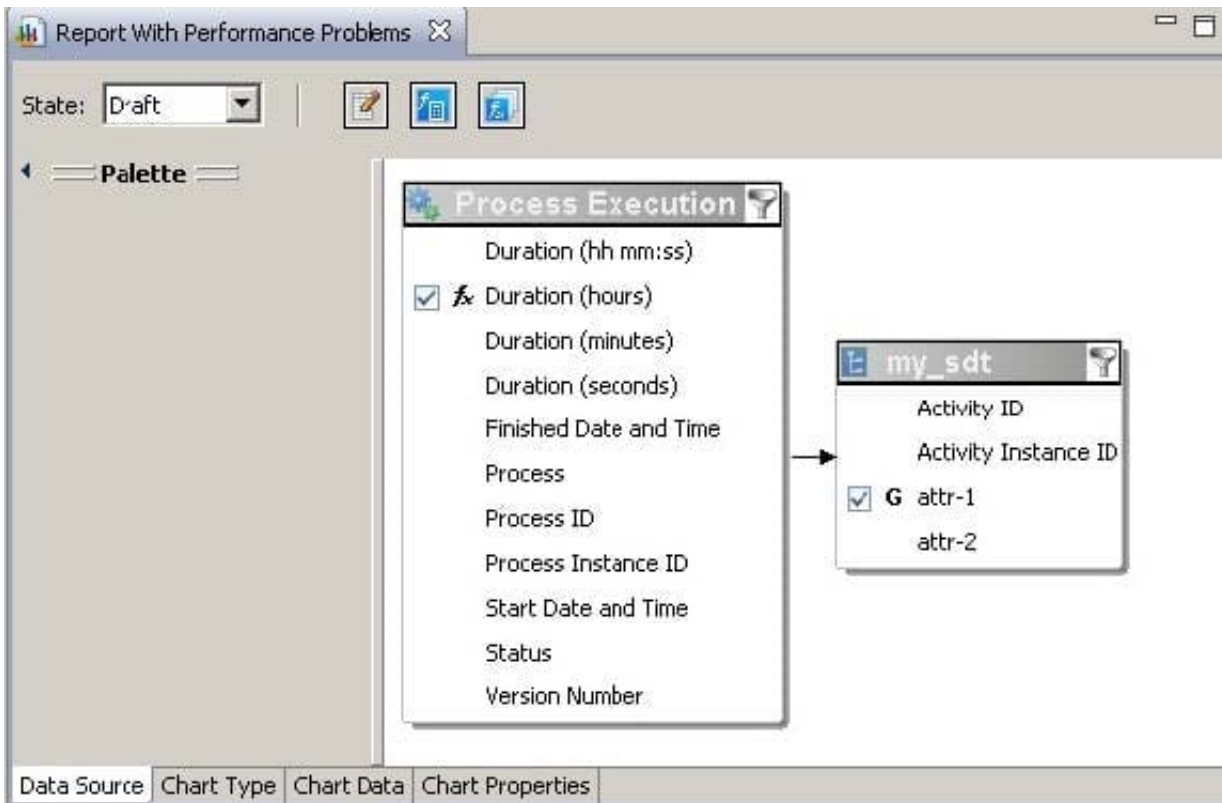 Report With Performance Problems
State: Draft
Palette
Process Execution
Duration (hh mm:ss)
fx Duration (hours)
Duration (minutes)
Duration (seconds)
Finished Date and Time
Process
Process ID
Process Instance ID
Start Date and Time
Status
Version Number
my_sdt
Activity ID
Activity Instance ID
G attr-1
attr-2
Data Source Chart Type Chart Data Chart Properties